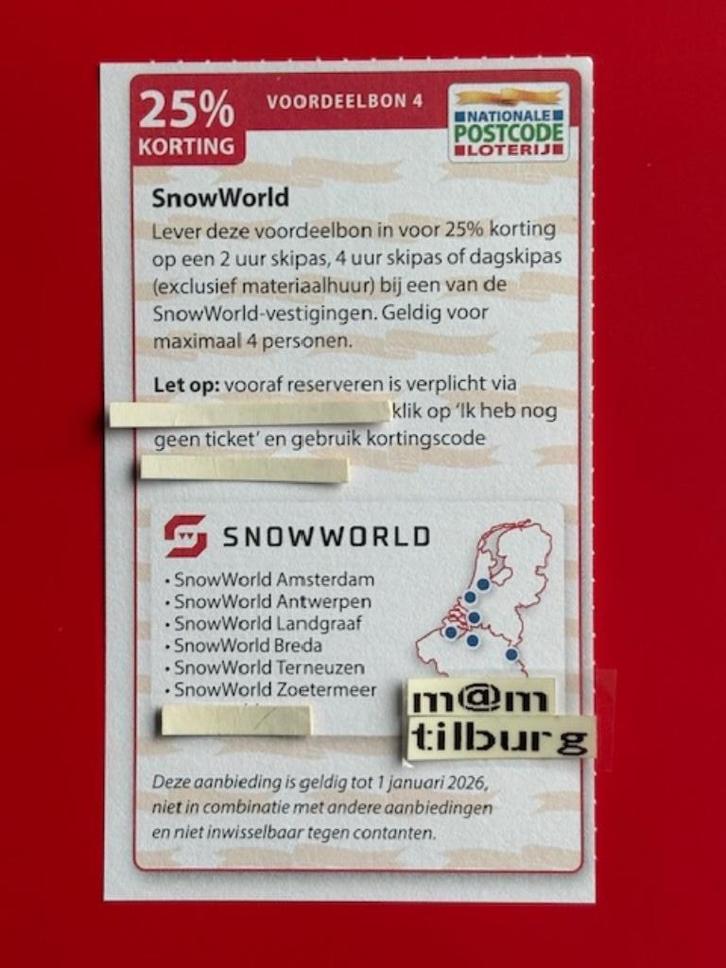 25%
KORTING
VOORDEELBON 4
NATIONALE
POSTCODE
LOTERIJ
SnowWorld
Lever deze voordeelbon in voor 25% korting
op een 2 uur skipas, 4 uur skipas of dagskipas
(exclusief materiaalhuur) bij een van de
SnowWorld-vestigingen. Geldig voor
maximaal 4 personen.
Let op: vooraf reserveren is verplicht via
klik op ‘Ik heb nog
geen ticket’ en gebruik kortingscode
SNOWWORLD
• SnowWorld Amsterdam
• SnowWorld Antwerpen
• SnowWorld Landgraaf
• SnowWorld Breda
• SnowWorld Terneuzen
• SnowWorld Zoetermeer
m@m
tilburg
Deze aanbieding is geldig tot 1 januari 2026,
niet in combinatie met andere aanbiedingen
en niet inwisselbaar tegen contanten.